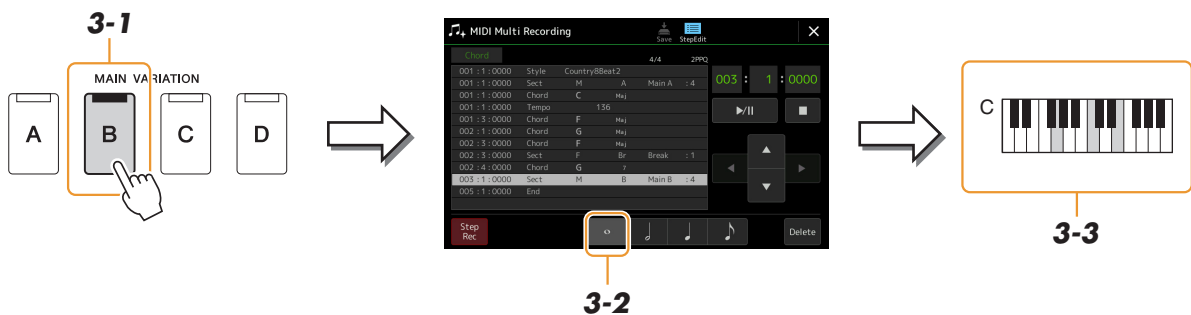 3-1
MAIN VARIATION
A
B
C
D
MIDI Multi Recording
Save
StepEdit
Chord
4/4
2PPQ
001 : 1 : 0000 Style Country8Beat2
001 : 1 : 0000 Sect M A Main A : 4
001 : 1 : 0000 Chord C Maj
001 : 1 : 0000 Tempo 136
001 : 3 : 0000 Chord F Maj
002 : 1 : 0000 Chord G Maj
002 : 3 : 0000 Chord F Maj
002 : 3 : 0000 Sect F Br Break : 1
002 : 4 : 0000 Chord G 7
003 : 1 : 0000 Sect M B Main B : 4
005 : 1 : 0000 End
003 : 1 : 0000
Step
Rec
Delete
3-2
C
3-3